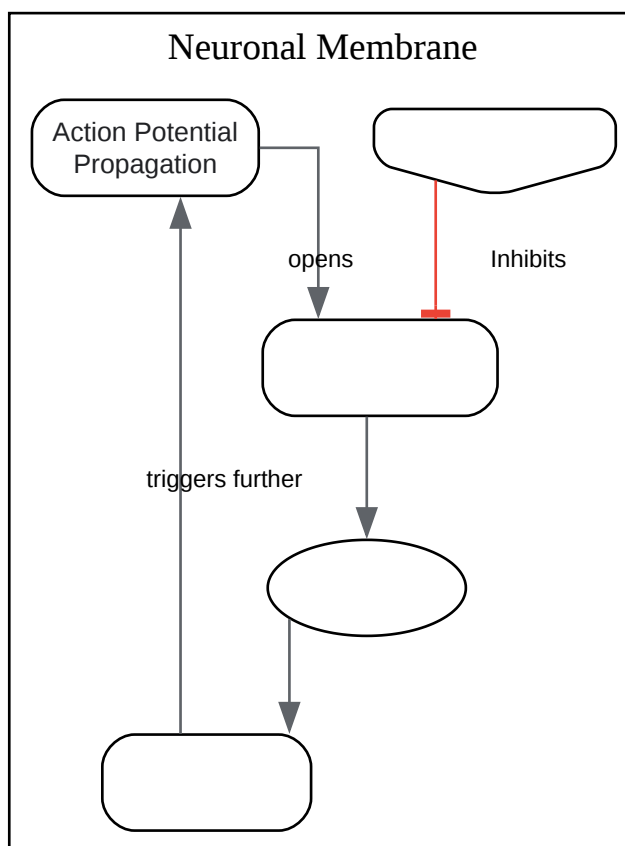 Neuronal Membrane
Action Potential
Propagation
opens
Inhibits
triggers further